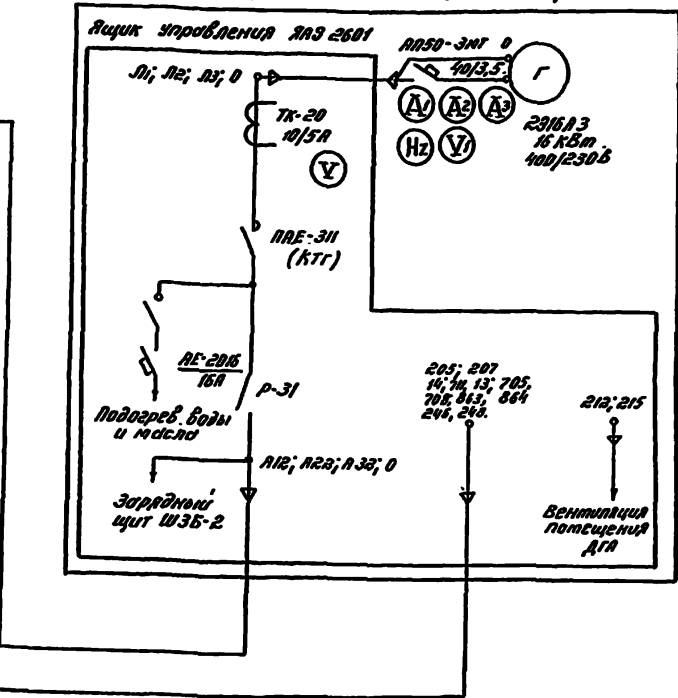 Ящик управления ЯАЭ 2601
Л1; Л2; Л3; 0
АП50-3МТ 0
40/3,5.
Г
А1 А2 А3
Hz V1
2Э16А3
16 кВт.
400/230В
ТК-20
10/5А
V
ПАЕ-311
(КТГ)
АЕ-2016
16А
Р-31
Подогрев воды
и масла
205; 207
14; 711, 13; 705,
708, 863, 864
246, 248.
212; 215
А12; А22; А32; 0
Зарядный
щит ШЗБ-2
Вентиляция
помещения
ДГА